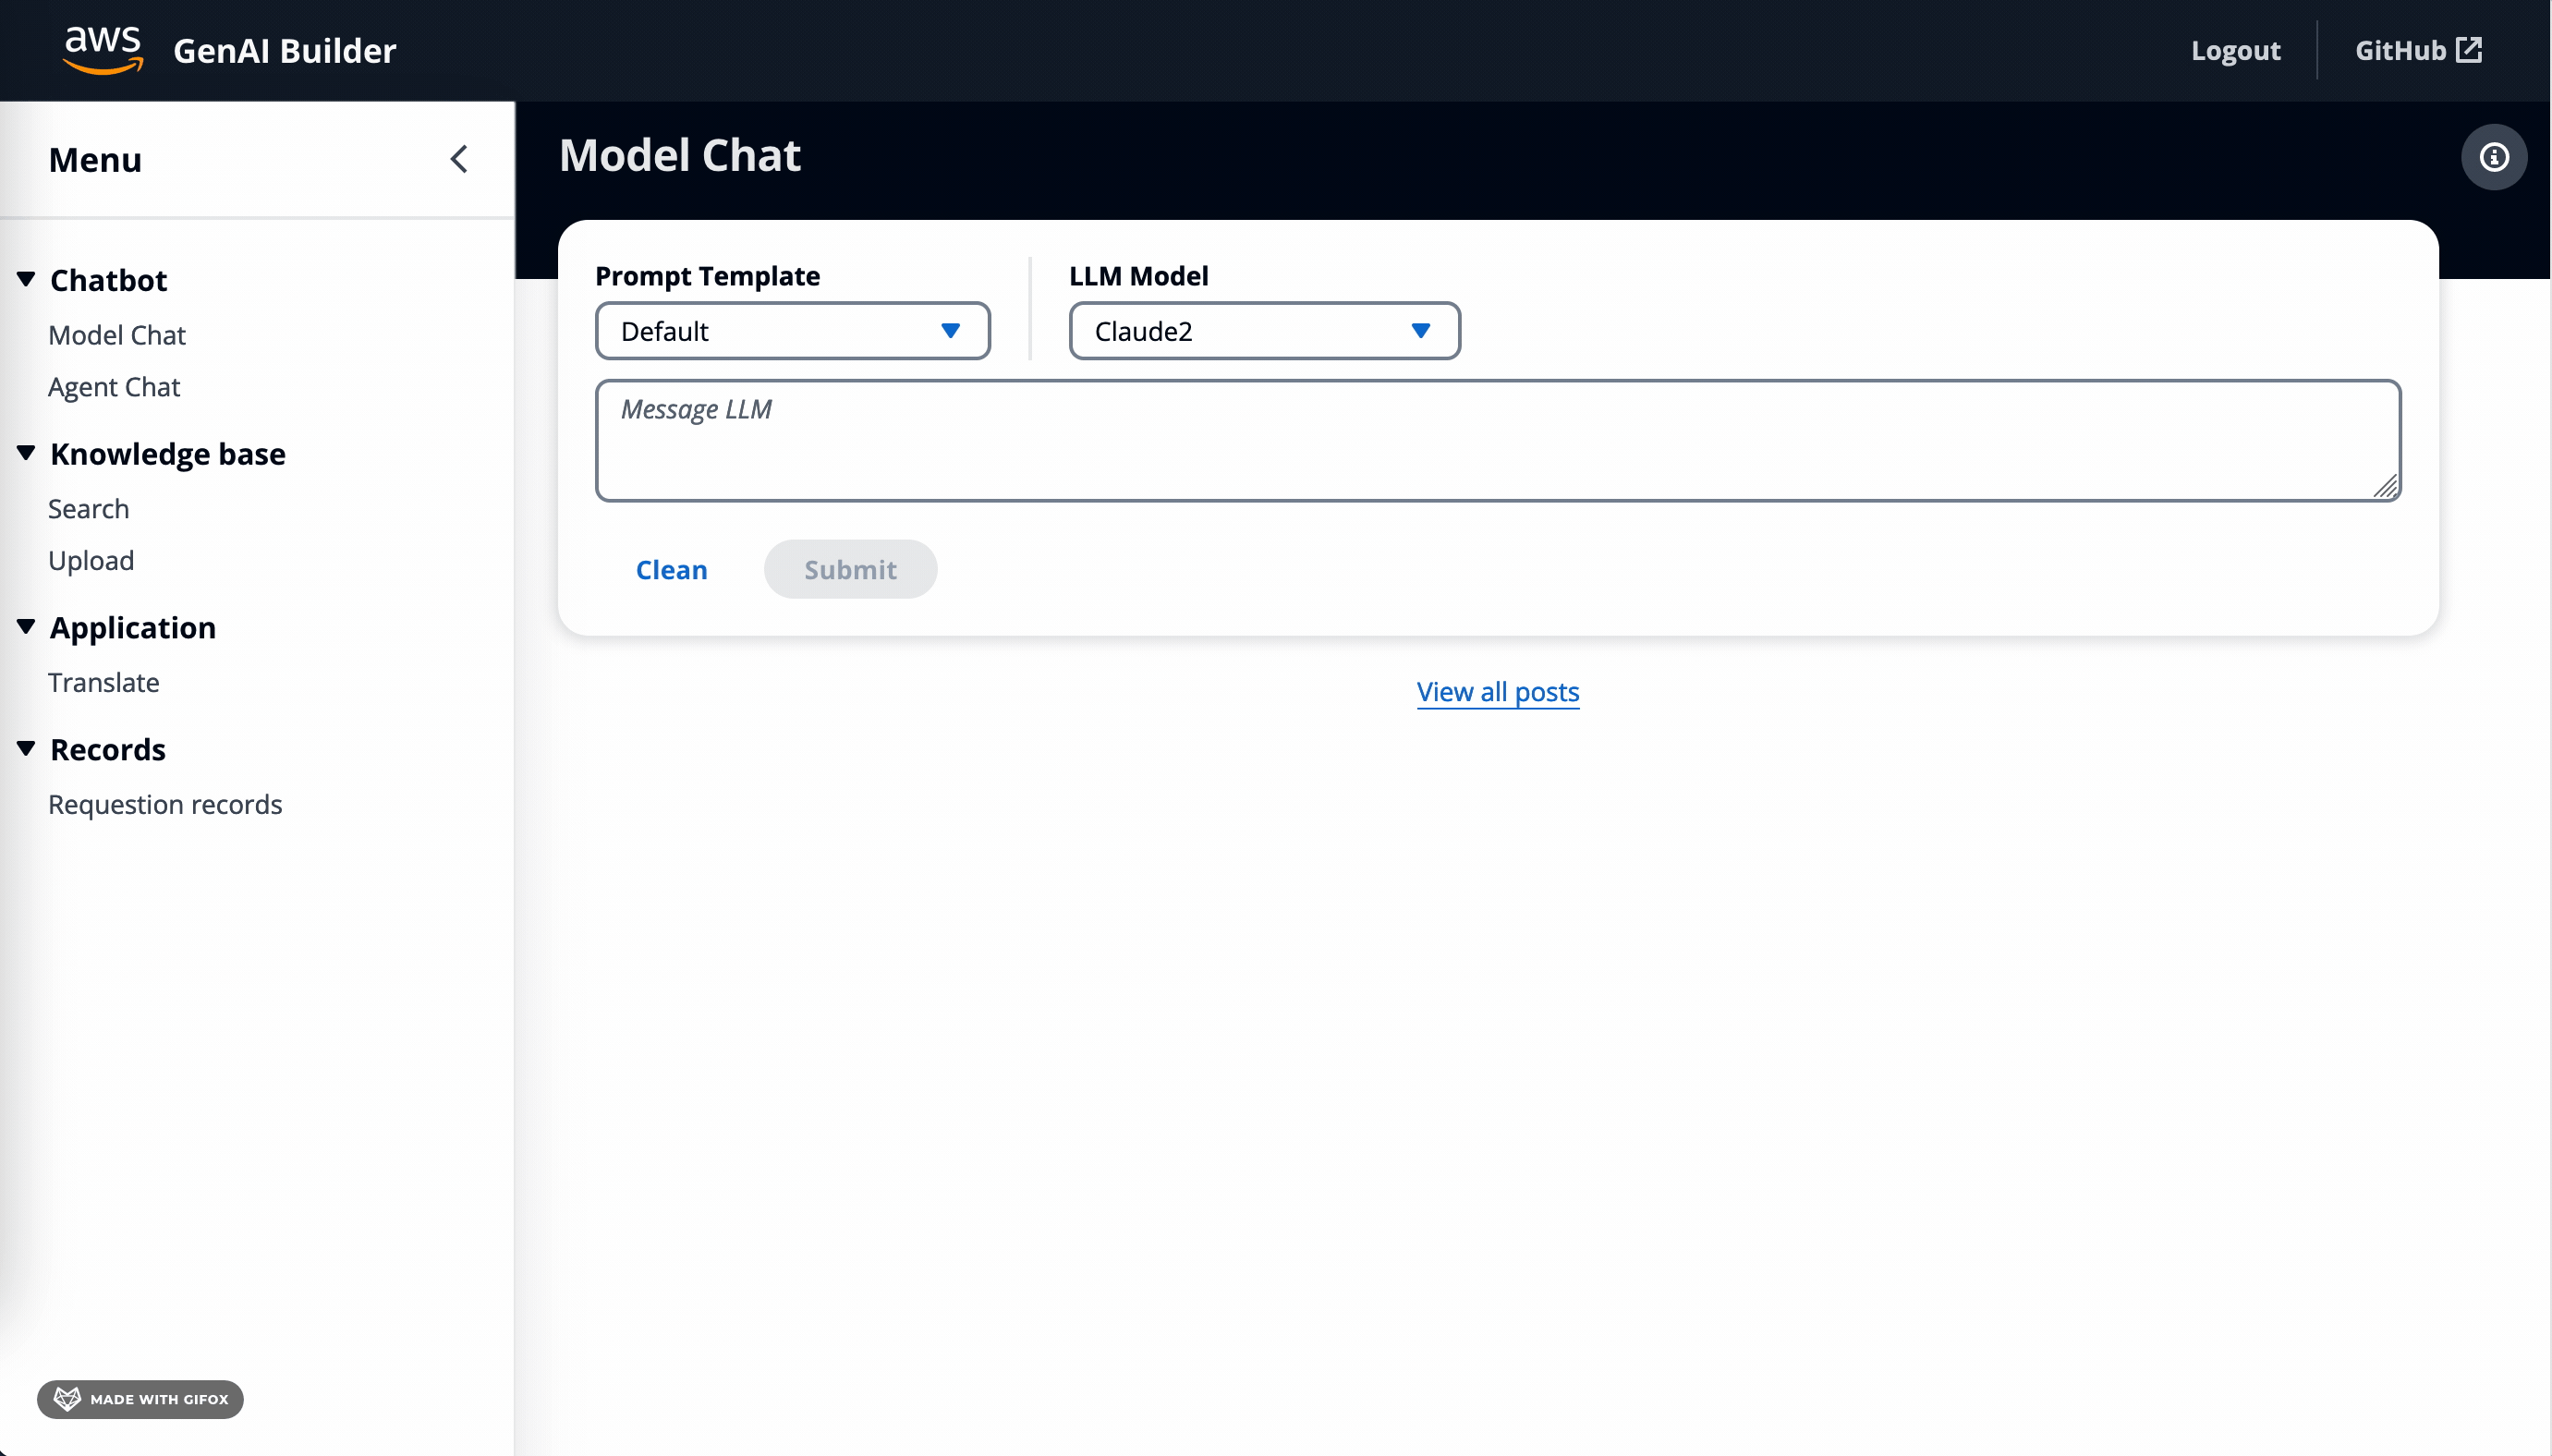 aws GenAI Builder
Logout
GitHub
Menu
Chatbot
Model Chat
Agent Chat
Knowledge base
Search
Upload
Application
Translate
Records
Requestion records
MADE WITH GIFOX
Model Chat
Prompt Template
LLM Model
Default
Claude2
Message LLM
Clean
Submit
View all posts